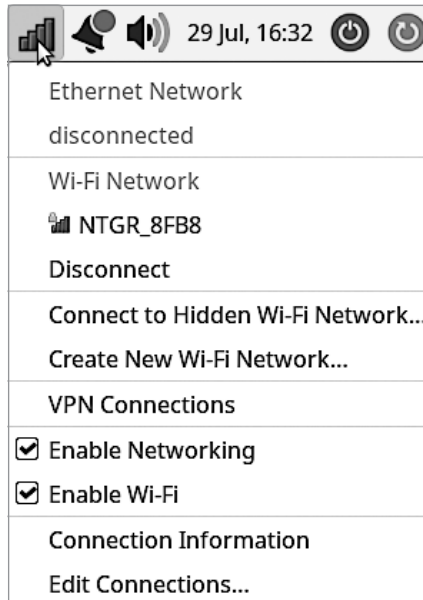 29 Jul, 16:32
Ethernet Network
disconnected
Wi-Fi Network
NTGR_8FB8
Disconnect
Connect to Hidden Wi-Fi Network...
Create New Wi-Fi Network...
VPN Connections
Enable Networking
Enable Wi-Fi
Connection Information
Edit Connections...